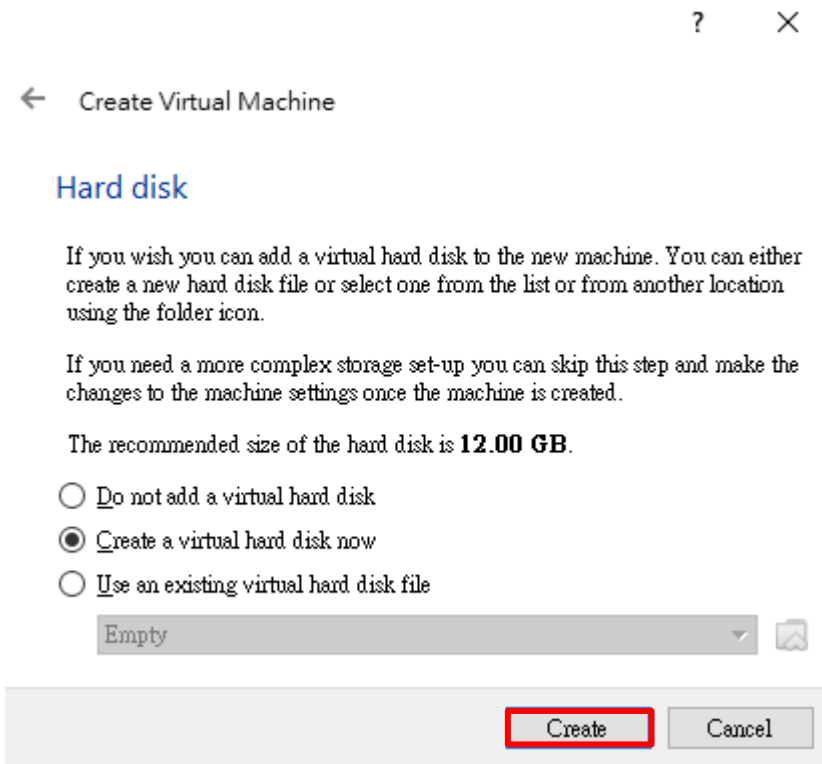 ?
Create Virtual Machine
Hard disk
If you wish you can add a virtual hard disk to the new machine. You can either
create a new hard disk file or select one from the list or from another location
using the folder icon.
If you need a more complex storage set-up you can skip this step and make the
changes to the machine settings once the machine is created.
The recommended size of the hard disk is 12.00 GB.
Do not add a virtual hard disk
Create a virtual hard disk now
Use an existing virtual hard disk file
Empty
Create Cancel